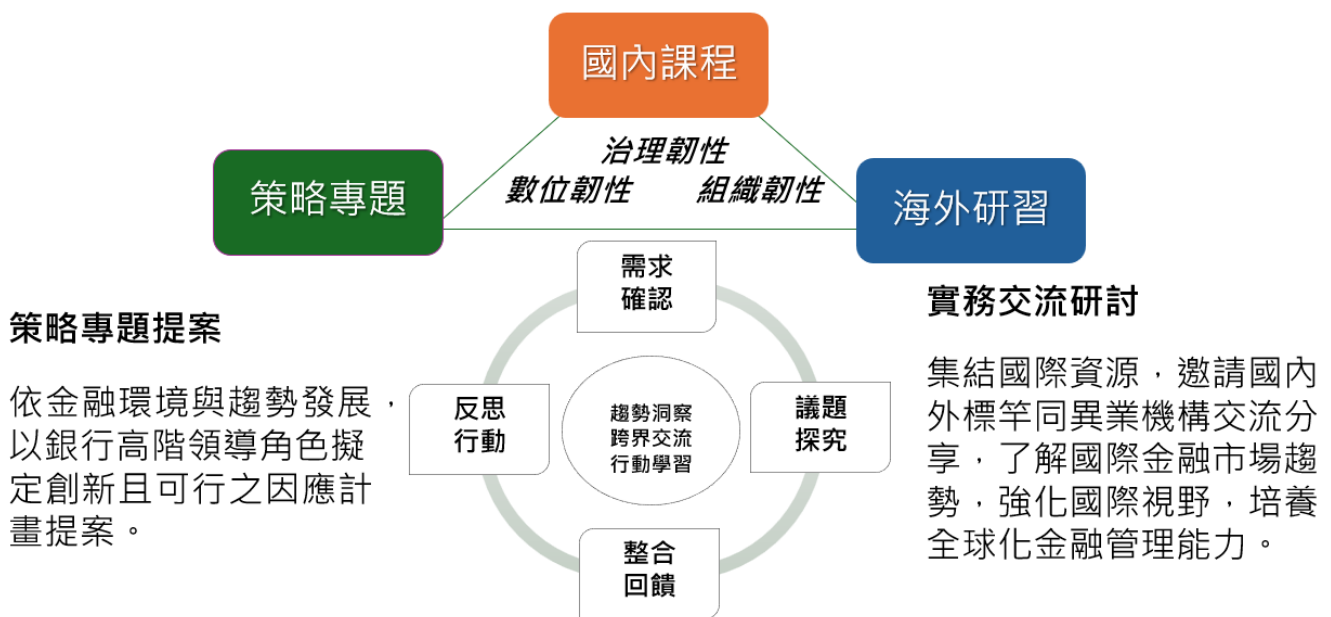 國內課程
治理韌性
數位韌性
組織韌性
策略專題
海外研習
需求
確認
議題
探究
整合
回饋
反思
行動
趨勢洞察
跨界交流
行動學習
策略專題提案
依金融環境與趨勢發展，
以銀行高階領導角色擬
定創新且可行之因應計
畫提案。
實務交流研討
集結國際資源，邀請國內
外標竿同異業機構交流分
享，了解國際金融市場趨
勢，強化國際視野，培養
全球化金融管理能力。